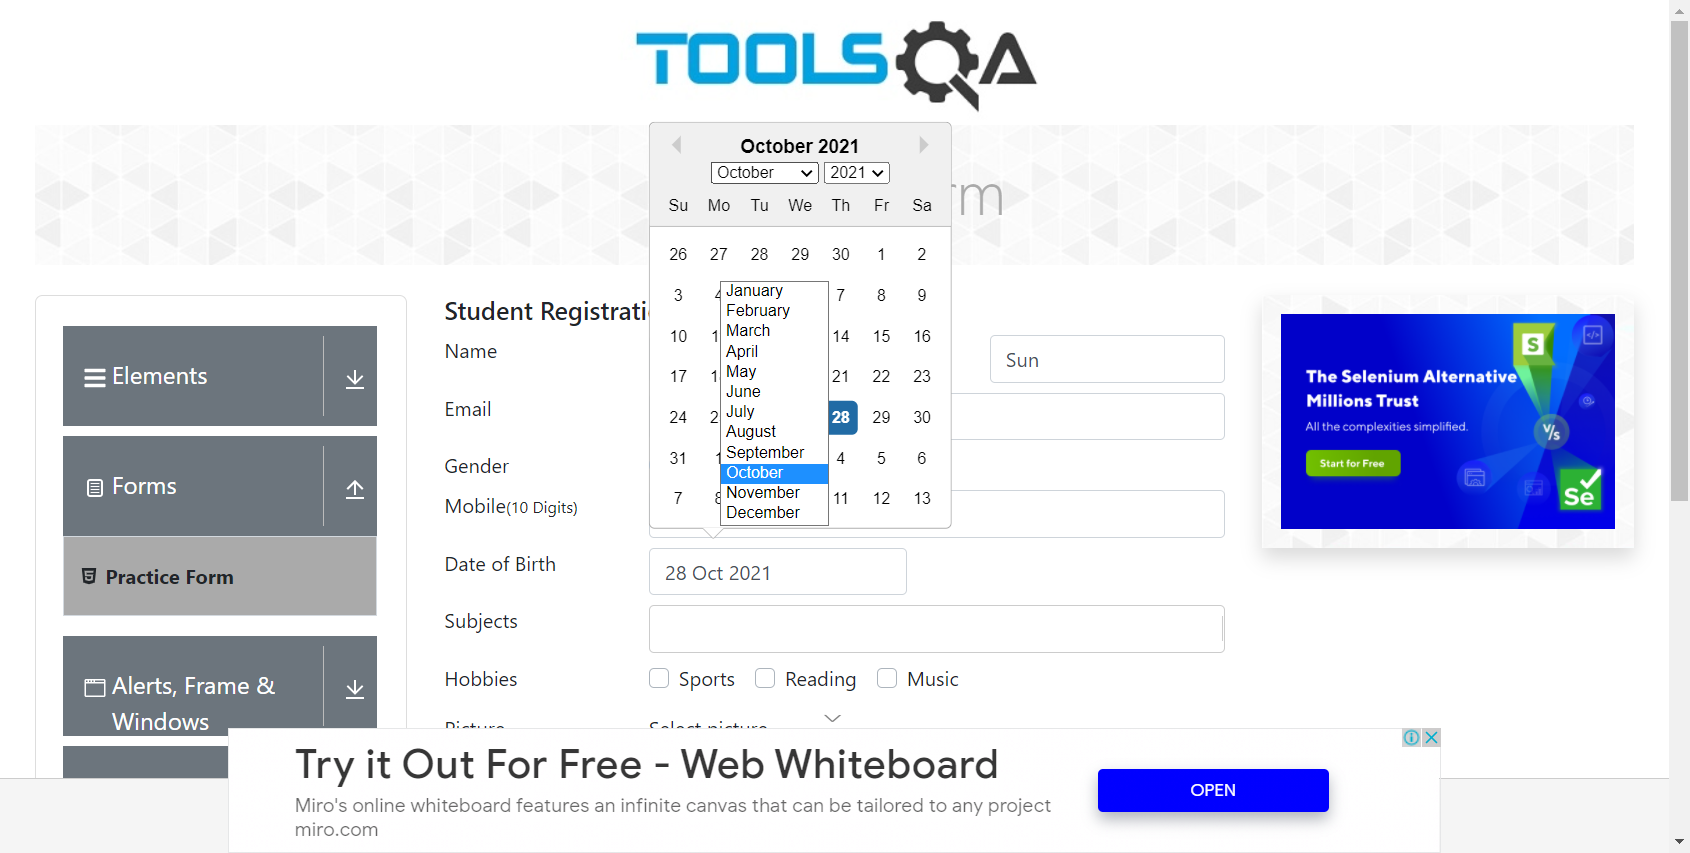 TOOLSQA
October 2021
October 2021
rm
Su Mo Tu We Th Fr Sa
26 27 28 29 30 1 2
3 4 7 8 9
10 14 15 16
17 21 22 23
24 28 29 30
31 4 5 6
7 8 11 12 13
January
February
March
April
May
June
July
August
September
October
November
December
Elements
Forms
Practice Form
Alerts, Frame &
Windows
Student Registrati
Name
Sun
Email
Gender
Mobile(10 Digits)
Date of Birth
28 Oct 2021
Subjects
Hobbies
Sports Reading Music
Picture
Select picture
The Selenium Alternative
Millions Trust
All the complexities simplified.
Start for Free
S
</>
V/s
Se
Try it Out For Free - Web Whiteboard
Miro's online whiteboard features an infinite canvas that can be tailored to any project
miro.com
OPEN